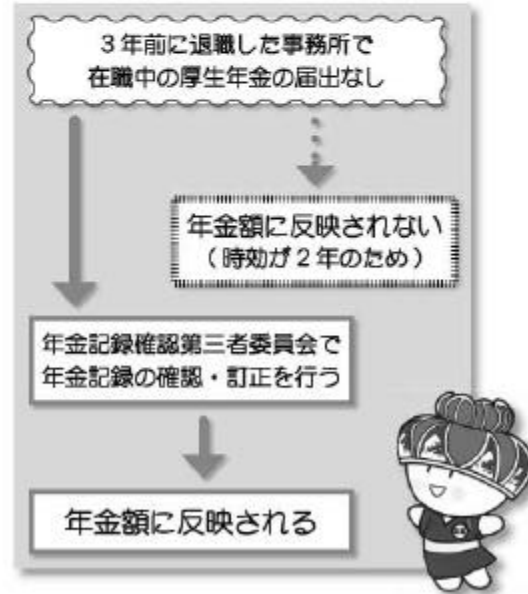 3年前に退職した事務所で
在職中の厚生年金の届出なし
年金額に反映されない
(時効が2年のため)
年金記録確認第三者委員会で
年金記録の確認・訂正を行う
年金額に反映される